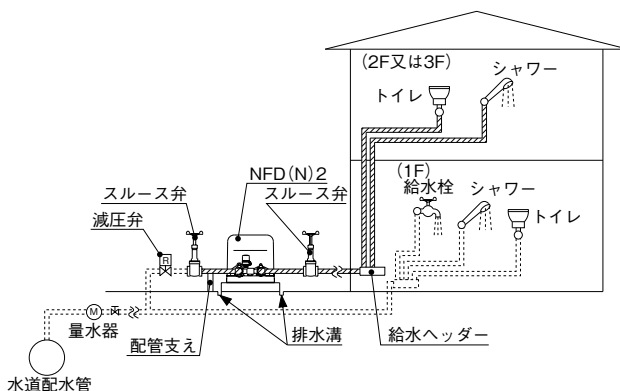 (2F又は3F)
シャワー
トイレ
(1F)
給水栓
シャワー
トイレ
NFD(N)2
スルース弁
スルース弁
減圧弁
R
M
量水器
配管支え
排水溝
給水ヘッダー
水道配水管